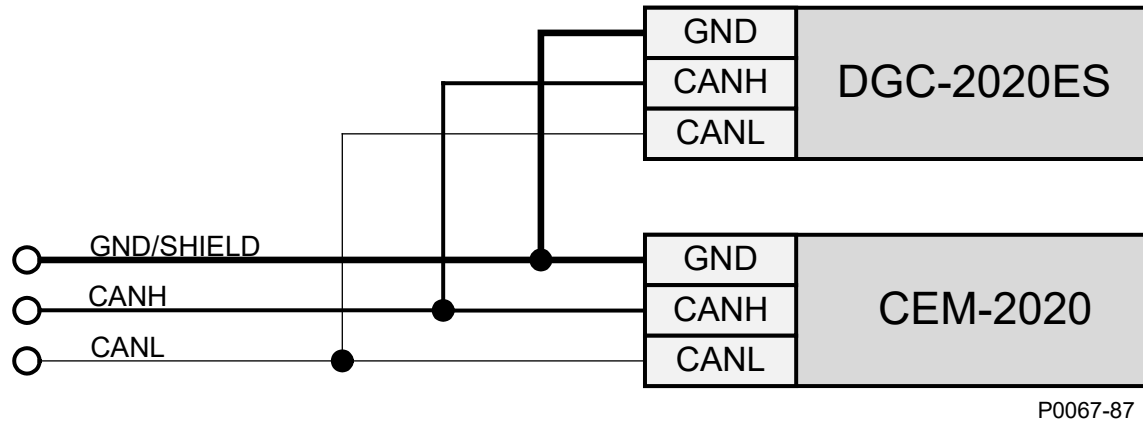 GND
CANH
CANL
DGC-2020ES
GND/SHIELD
CANH
CANL
GND
CANH
CANL
CEM-2020
P0067-87